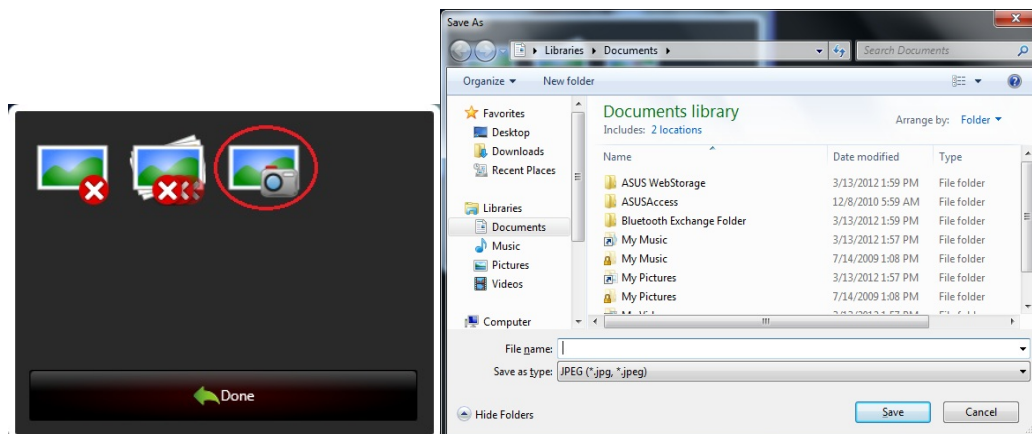 Done
Save As
Libraries Documents
Search Documents
Organize New folder
Favorites
Desktop
Downloads
Recent Places
Libraries
Documents
Music
Pictures
Videos
Computer
Documents library
Includes: 2 locations
Arrange by: Folder
Name Date modified Type
ASUS WebStorage 3/13/2012 1:59 PM File folder
ASUSAccess 12/8/2010 5:59 AM File folder
Bluetooth Exchange Folder 3/13/2012 1:59 PM File folder
My Music 3/13/2012 1:57 PM File folder
My Music 7/14/2009 1:08 PM File folder
My Pictures 3/13/2012 1:57 PM File folder
My Pictures 7/14/2009 1:08 PM File folder
File name:
Save as type: JPEG (*.jpg, *.jpeg)
Hide Folders
Save
Cancel